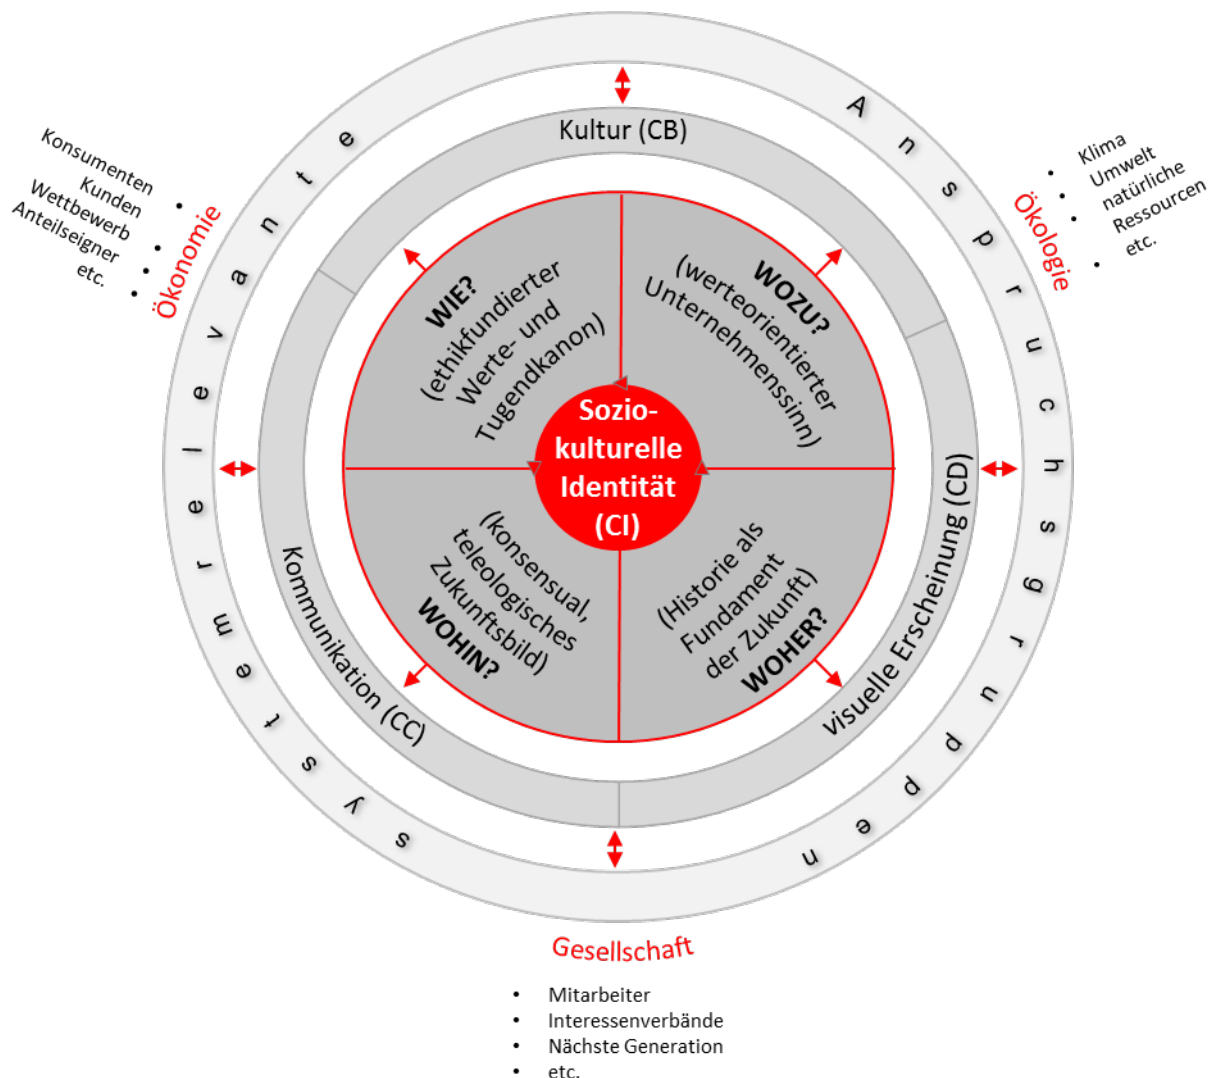 Kultur (CB)
systemrelevante
Anspruchsgruppen
Konsumenten
Kunden
Wettbewerb
Anteilseigner
etc.
Ökonomie
Klima
Umwelt
natürliche
Ressourcen
etc.
Ökologie
WIE?
(ethikfundierter
Werte- und
Tugendkanon)
WOZU?
(werteorientierter
Unternehmenssinn)
Sozio-
kulturelle
Identität
(CI)
(konsensual,
teleologisches
Zukunftsbild)
WOHIN?
(Historie als
Fundament
der Zukunft)
WOHER?
Kommunikation (CC)
visuelle Erscheinung (CD)
Gesellschaft
• Mitarbeiter
• Interessenverbände
• Nächste Generation
• etc.